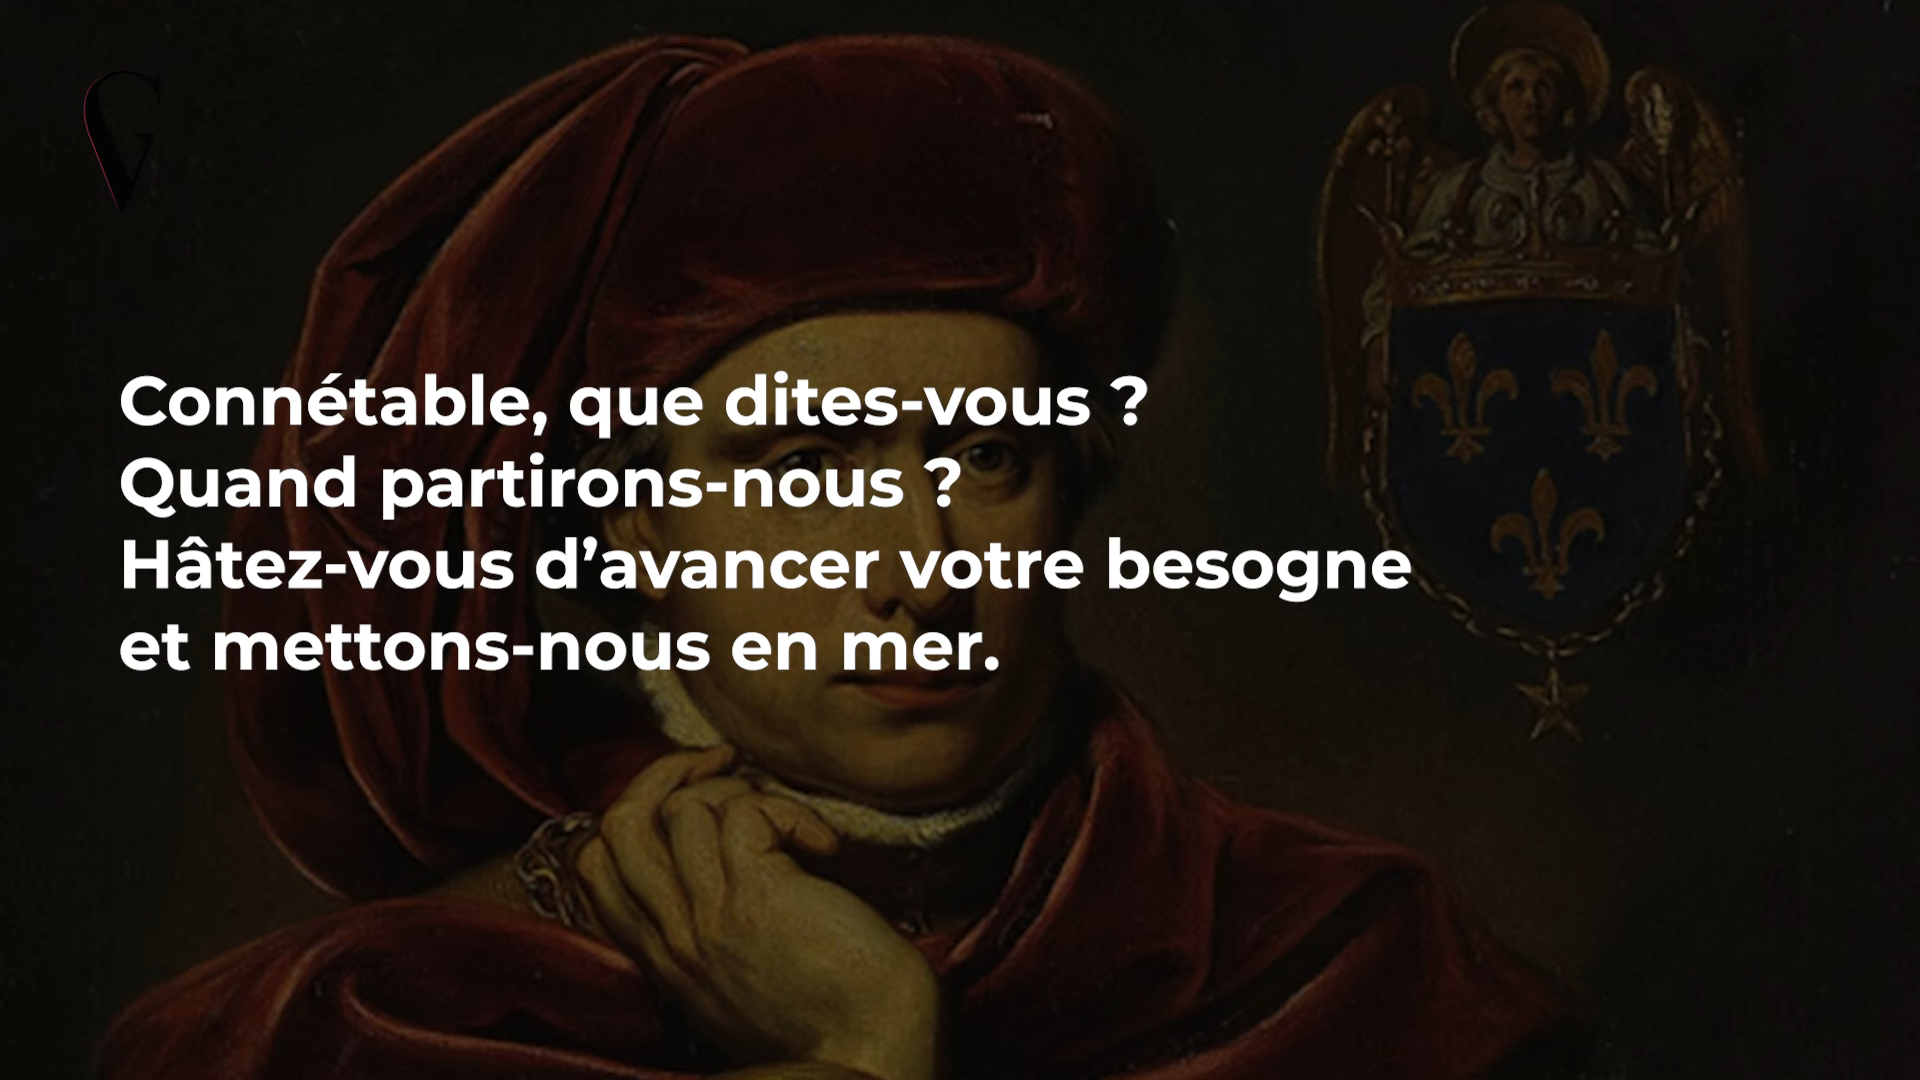 Connétable, que dites-vous ?
Quand partirons-nous ?
Hâtez-vous d’avancer votre besogne
et mettons-nous en mer.